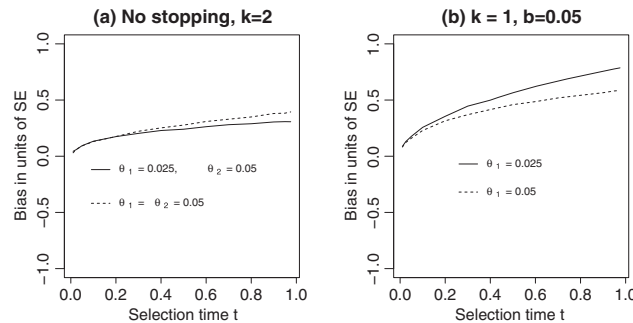 (a) No stopping, k=2
Bias in units of SE
1.0
0.5
0.0
−0.5
−1.0
θ 1 = 0.025, θ 2 = 0.05
θ 1 = θ 2 = 0.05
0.0 0.2 0.4 0.6 0.8 1.0
Selection time t
(b) k = 1, b=0.05
Bias in units of SE
1.0
0.5
0.0
−0.5
−1.0
θ 1 = 0.025
θ 1 = 0.05
0.0 0.2 0.4 0.6 0.8 1.0
Selection time t